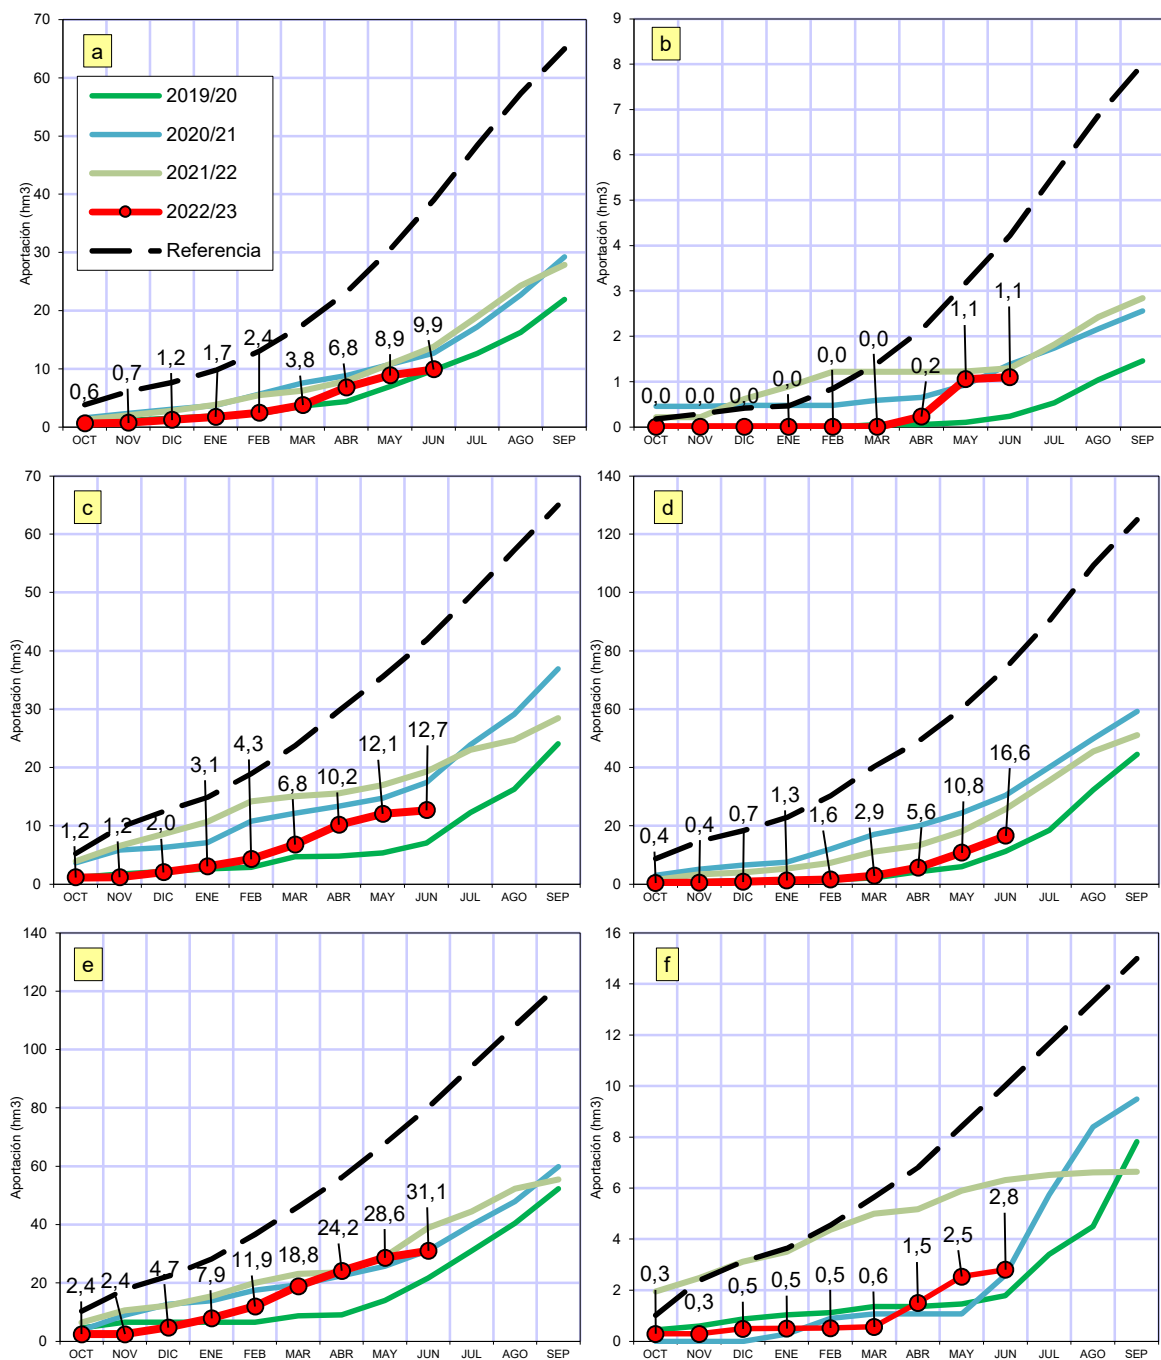 a
70
60
50
40
30
20
10
0
Aportación (hm3)
2019/20
2020/21
2021/22
2022/23
Referencia
0,6 0,7 1,2 1,7 2,4 3,8 6,8 8,9 9,9
OCT NOV DIC ENE FEB MAR ABR MAY JUN JUL AGO SEP
b
9
8
7
6
5
4
3
2
1
0
Aportación (hm3)
0,0 0,0 0,0 0,0 0,0 0,0 0,2 1,1 1,1
OCT NOV DIC ENE FEB MAR ABR MAY JUN JUL AGO SEP
c
70
60
50
40
30
20
10
0
Aportación (hm3)
1,2 1,2 2,0 3,1 4,3 6,8 10,2 12,1 12,7
OCT NOV DIC ENE FEB MAR ABR MAY JUN JUL AGO SEP
d
140
120
100
80
60
40
20
0
Aportación (hm3)
0,4 0,4 0,7 1,3 1,6 2,9 5,6 10,8 16,6
OCT NOV DIC ENE FEB MAR ABR MAY JUN JUL AGO SEP
e
140
120
100
80
60
40
20
0
Aportación (hm3)
2,4 2,4 4,7 7,9 11,9 18,8 24,2 28,6 31,1
OCT NOV DIC ENE FEB MAR ABR MAY JUN JUL AGO SEP
f
16
14
12
10
8
6
4
2
0
Aportación (hm3)
0,3 0,3 0,5 0,5 0,5 0,6 1,5 2,5 2,8
OCT NOV DIC ENE FEB MAR ABR MAY JUN JUL AGO SEP